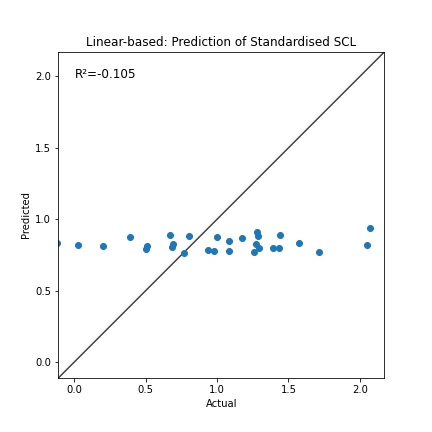 Linear-based: Prediction of Standardised SCL
R²=-0.105
2.0
1.5
1.0
0.5
0.0
Predicted
0.0 0.5 1.0 1.5 2.0
Actual